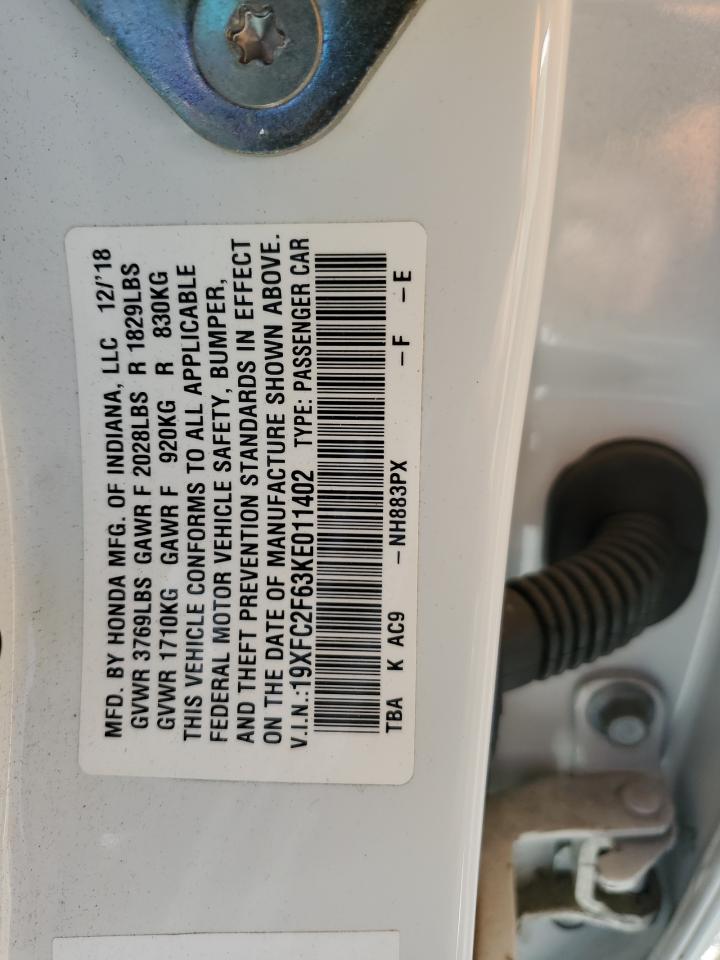 MFD. BY HONDA MFG. OF INDIANA, LLC 12/'18
GVWR 3769LBS GAWR F 2028LBS R 1829LBS
GVWR 1710KG GAWR F 920KG R 830KG
THIS VEHICLE CONFORMS TO ALL APPLICABLE
FEDERAL MOTOR VEHICLE SAFETY, BUMPER,
AND THEFT PREVENTION STANDARDS IN EFFECT
ON THE DATE OF MANUFACTURE SHOWN ABOVE.
V.I.N.:19XFC2F63KE011402 TYPE: PASSENGER CAR
TBA K AC9 -NH883PX -F -E